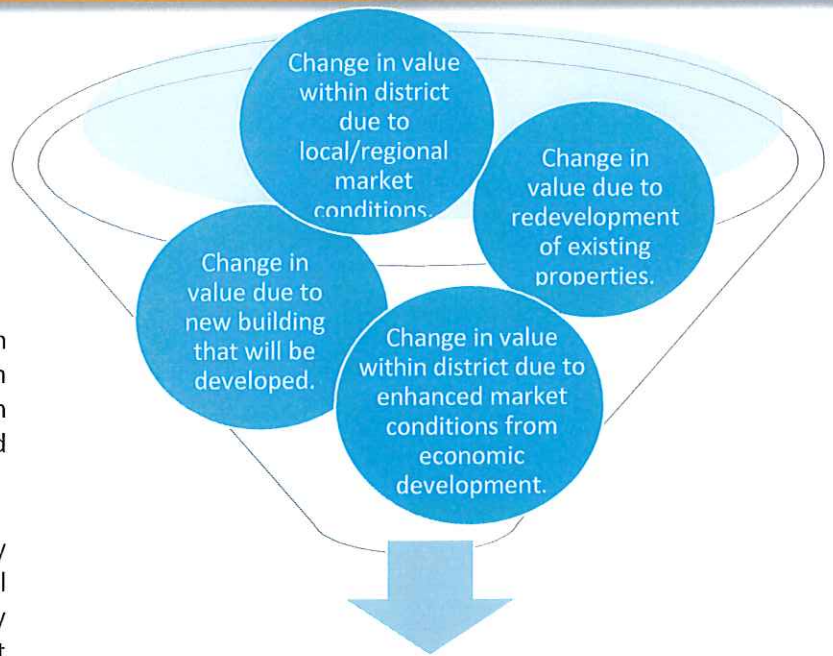 Change in value
within district
due to
local/regional
market
conditions.
Change in
value due to
redevelopment
of existing
properties.
Change in
value due to
new building
that will be
developed.
Change in value
within district due to
enhanced market
conditions from
economic
development.